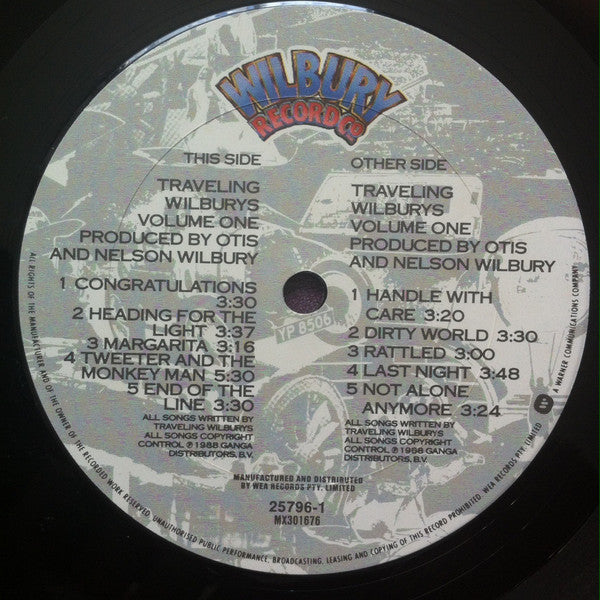 WILBURY
RECORD CO.
THIS SIDE
TRAVELING
WILBURYS
VOLUME ONE
PRODUCED BY OTIS
AND NELSON WILBURY
1 CONGRATULATIONS
3:30
2 HEADING FOR THE
LIGHT 3:37
3 MARGARITA 3:16
4 TWEETER AND THE
MONKEY MAN 5:30
5 END OF THE
LINE 3:30
ALL SONGS WRITTEN BY
TRAVELING WILBURYS
ALL SONGS COPYRIGHT
CONTROL ℗ 1988 GANGA
DISTRIBUTORS, B.V.
OTHER SIDE
TRAVELING
WILBURYS
VOLUME ONE
PRODUCED BY OTIS
AND NELSON WILBURY
1 HANDLE WITH
CARE 3:20
2 DIRTY WORLD 3:30
3 RATTLED 3:00
4 LAST NIGHT 3:48
5 NOT ALONE
ANYMORE 3:24
ALL SONGS WRITTEN BY
TRAVELING WILBURYS
ALL SONGS COPYRIGHT
CONTROL ℗ 1988 GANGA
DISTRIBUTORS, B.V.
YP 8506
MANUFACTURED AND DISTRIBUTED
BY WEA RECORDS PTY. LIMITED
25796-1
MX301676
ALL RIGHTS OF THE MANUFACTURER AND OF THE OWNER OF THE RECORDED WORK RESERVED. UNAUTHORISED PUBLIC PERFORMANCE, BROADCASTING, LEASING AND COPYING OF THIS RECORD PROHIBITED. WEA RECORDS PTY. LIMITED
A WARNER COMMUNICATIONS COMPANY